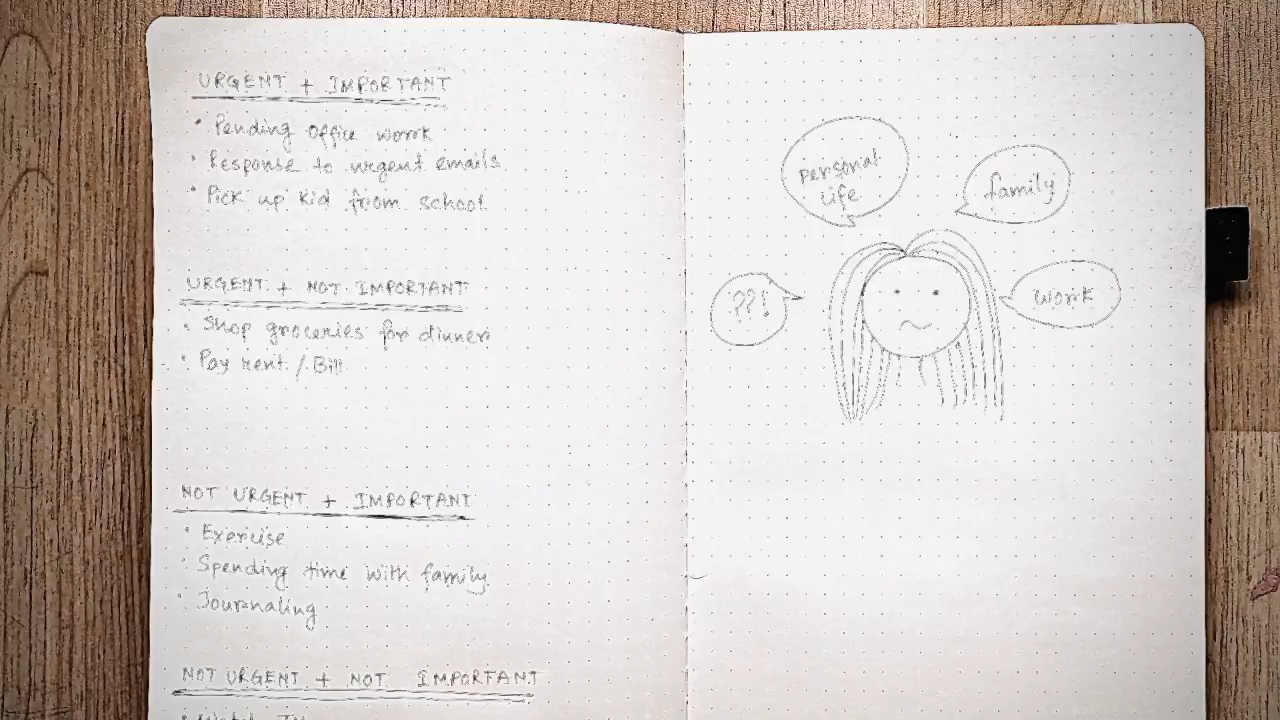 URGENT + IMPORTANT
• Pending office work
• Response to urgent emails
• Pick up kid from school
URGENT + NOT IMPORTANT
• Shop groceries for dinner
• Pay rent / Bill
NOT URGENT + IMPORTANT
• Exercise
• Spending time with family
• Journaling
NOT URGENT + NOT IMPORTANT
personal
life
family
??!
work